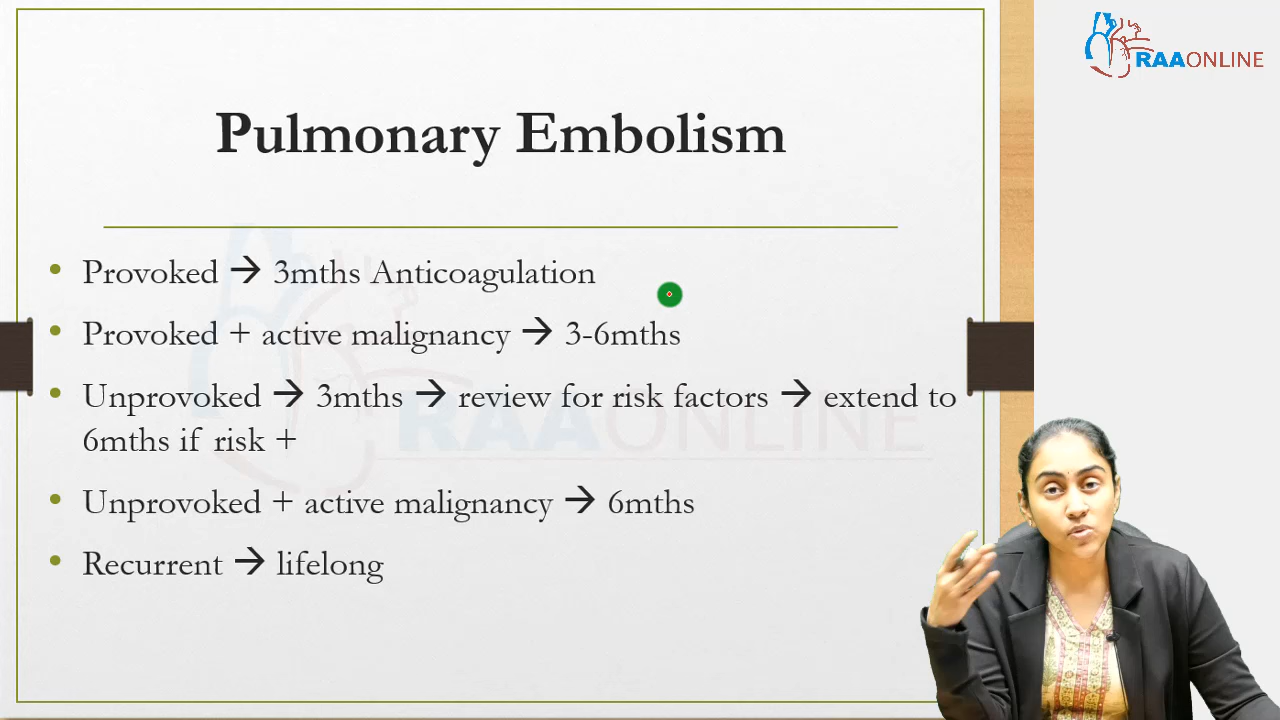 RAAONLINE
Pulmonary Embolism
• Provoked → 3mths Anticoagulation
• Provoked + active malignancy → 3-6mths
• Unprovoked → 3mths → review for risk factors → extend to
6mths if risk +
• Unprovoked + active malignancy → 6mths
• Recurrent → lifelong
RAAONLINE